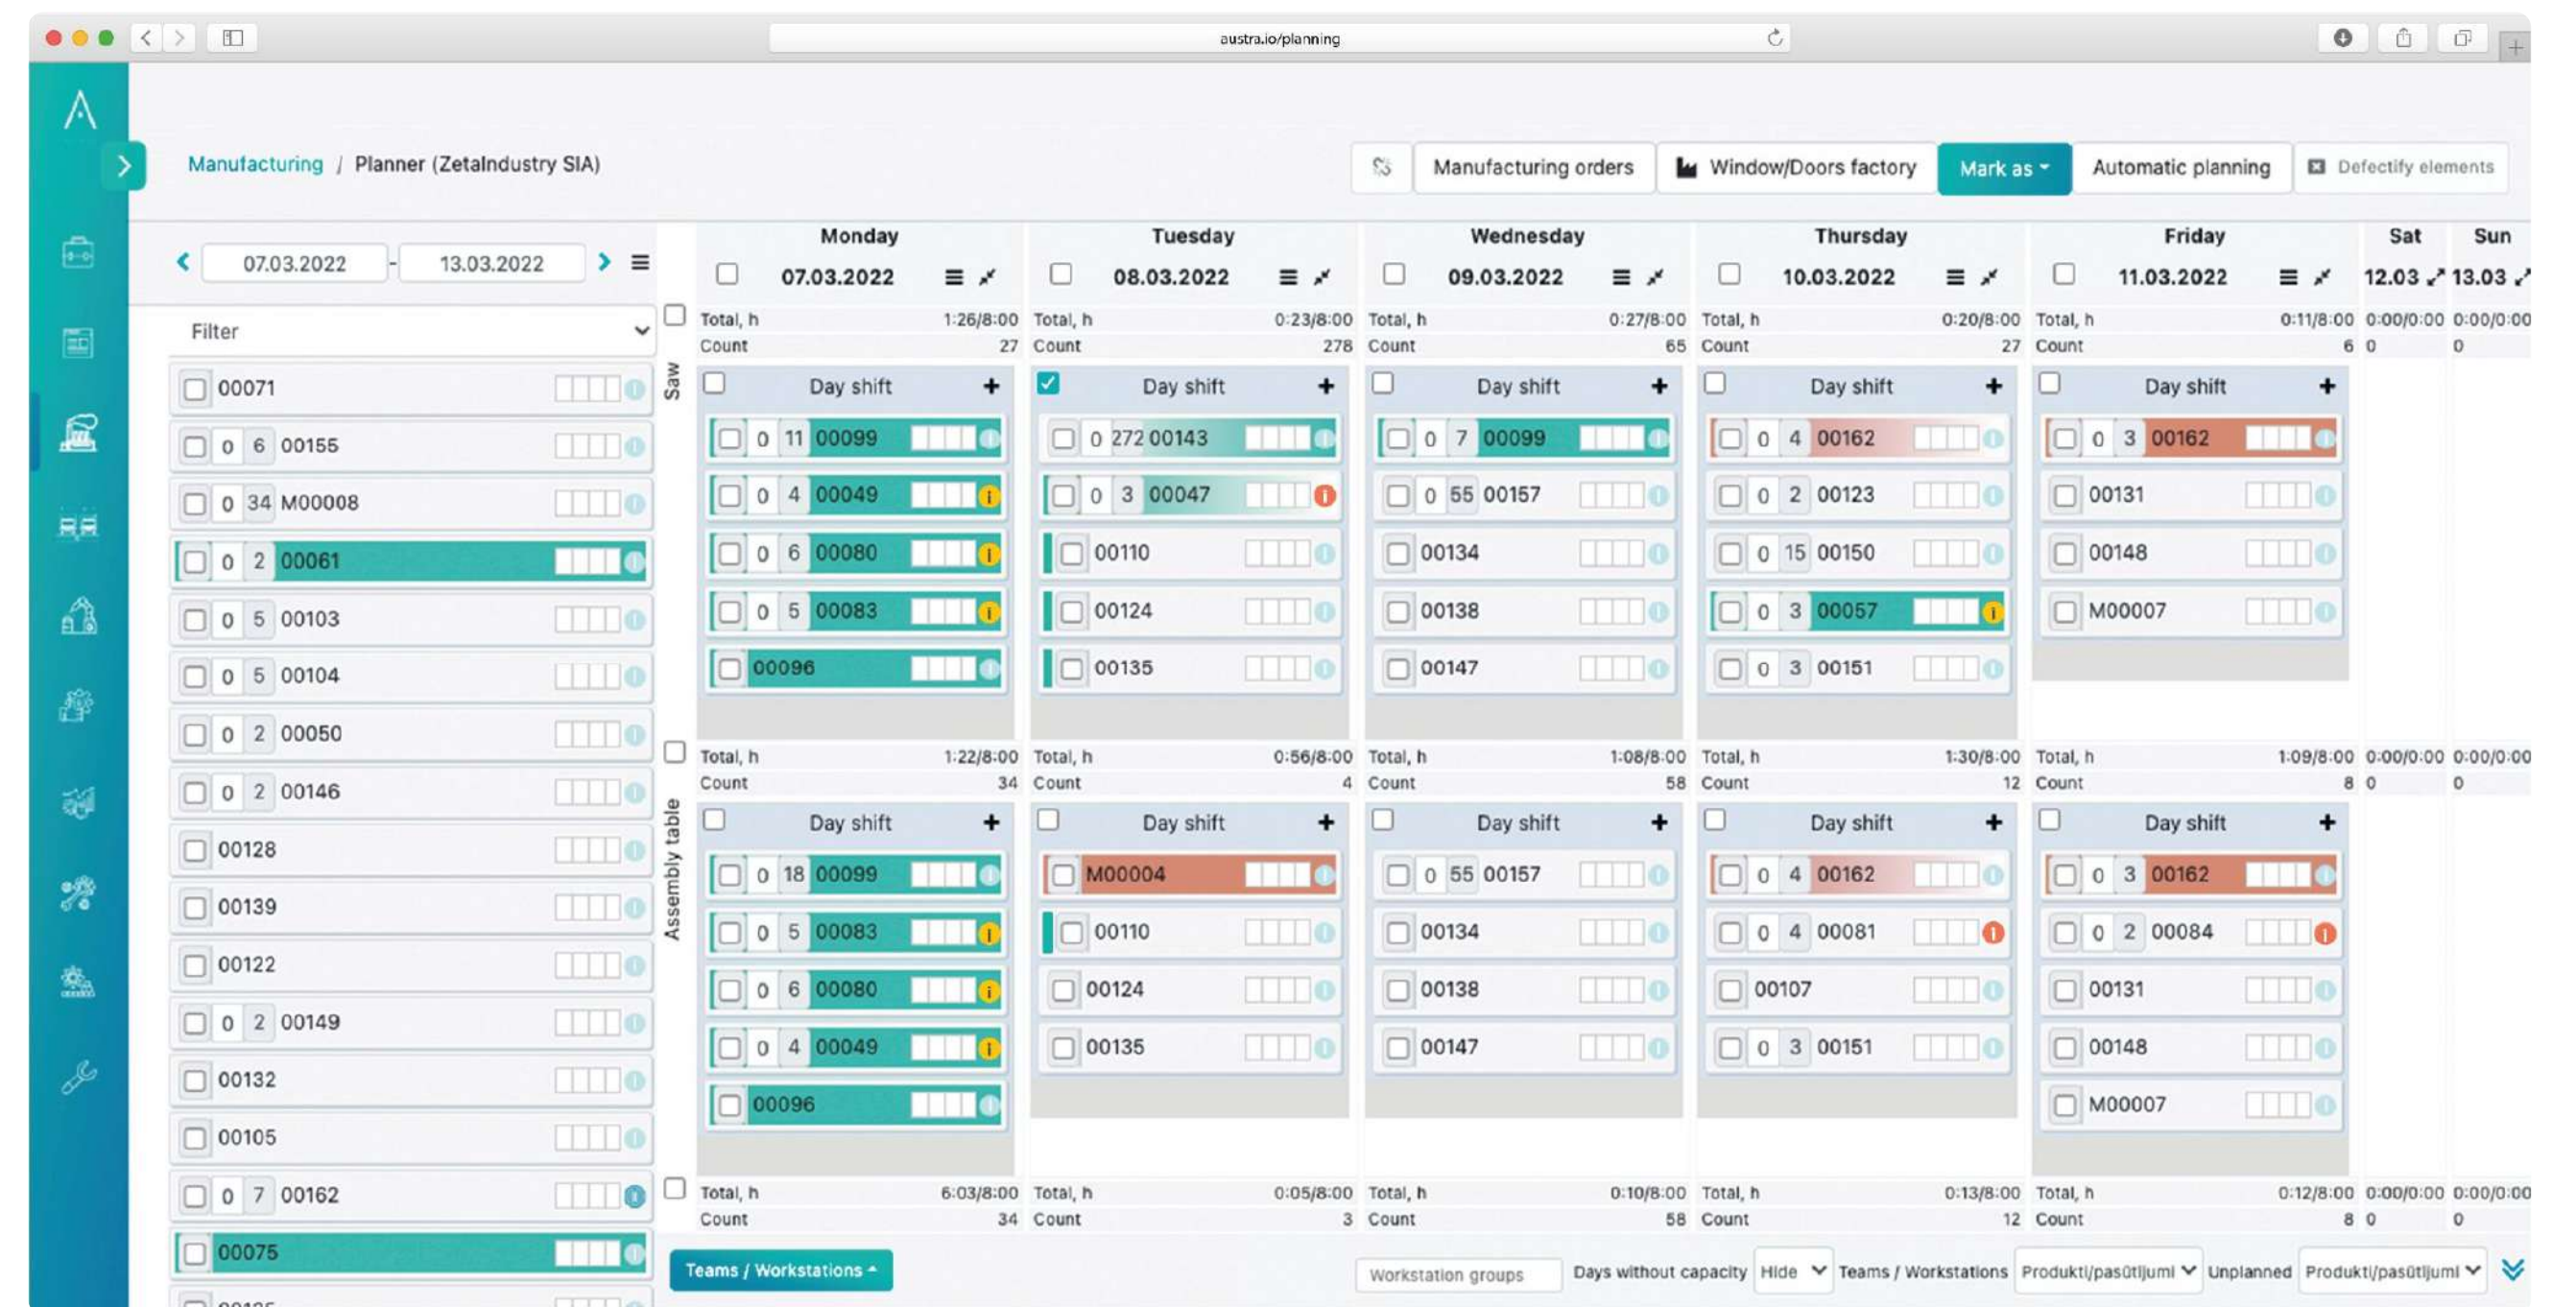 austra.io/planning
Manufacturing / Planner (ZetaIndustry SIA)
Manufacturing orders
Window/Doors factory
Mark as
Automatic planning
Defectify elements
07.03.2022 - 13.03.2022
Monday Tuesday Wednesday Thursday Friday Sat Sun
07.03.2022 08.03.2022 09.03.2022 10.03.2022 11.03.2022 12.03 13.03
Filter
00071
0 6 00155
0 34 M00008
0 2 00061
0 5 00103
0 5 00104
0 2 00050
0 2 00146
00128
00139
00122
0 2 00149
00132
00105
0 7 00162
00075
Saw
Total, h 1:26/8:00 Total, h 0:23/8:00 Total, h 0:27/8:00 Total, h 0:20/8:00 Total, h 0:11/8:00 0:00/0:00 0:00/0:00
Count 27 Count 278 Count 65 Count 27 Count 6 0 0
Day shift + Day shift + Day shift + Day shift + Day shift +
0 11 00099 0 272 00143 0 7 00099 0 4 00162 0 3 00162
0 4 00049 0 3 00047 0 55 00157 0 2 00123 00131
0 6 00080 00110 00134 0 15 00150 00148
0 5 00083 00124 00138 0 3 00057 M00007
00096 00135 00147 0 3 00151
Assembly table
Total, h 1:22/8:00 Total, h 0:56/8:00 Total, h 1:08/8:00 Total, h 1:30/8:00 Total, h 1:09/8:00 0:00/0:00 0:00/0:00
Count 34 Count 4 Count 58 Count 12 Count 8 0 0
Day shift + Day shift + Day shift + Day shift + Day shift +
0 18 00099 M00004 0 55 00157 0 4 00162 0 3 00162
0 5 00083 00110 00134 0 4 00081 0 2 00084
0 6 00080 00124 00138 00107 00131
0 4 00049 00135 00147 0 3 00151 00148
00096 M00007
Total, h 6:03/8:00 Total, h 0:05/8:00 Total, h 0:10/8:00 Total, h 0:13/8:00 Total, h 0:12/8:00 0:00/0:00 0:00/0:00
Count 34 Count 3 Count 58 Count 12 Count 8 0 0
Teams / Workstations
Workstation groups
Days without capacity Hide
Teams / Workstations Produkti/pasūtījumi
Unplanned Produkti/pasūtījumi